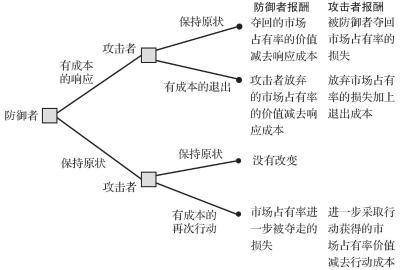 防御者报酬 攻击者报酬
保持原状
夺回的市场
占有率的价值
减去响应成本
被防御者夺回
市场占有率的
损失
攻击者
有成本
的响应
有成本的退出
攻击者放弃
的市场占有率
的价值减去响
应成本
放弃市场占有
率的损失加上
退出成本
防御者
保持原状
保持原状
没有改变
攻击者
有成本的
再次行动
市场占有率进
一步被夺走的
损失
进一步采取行
动获得的市
场占有率价值
减去行动成本